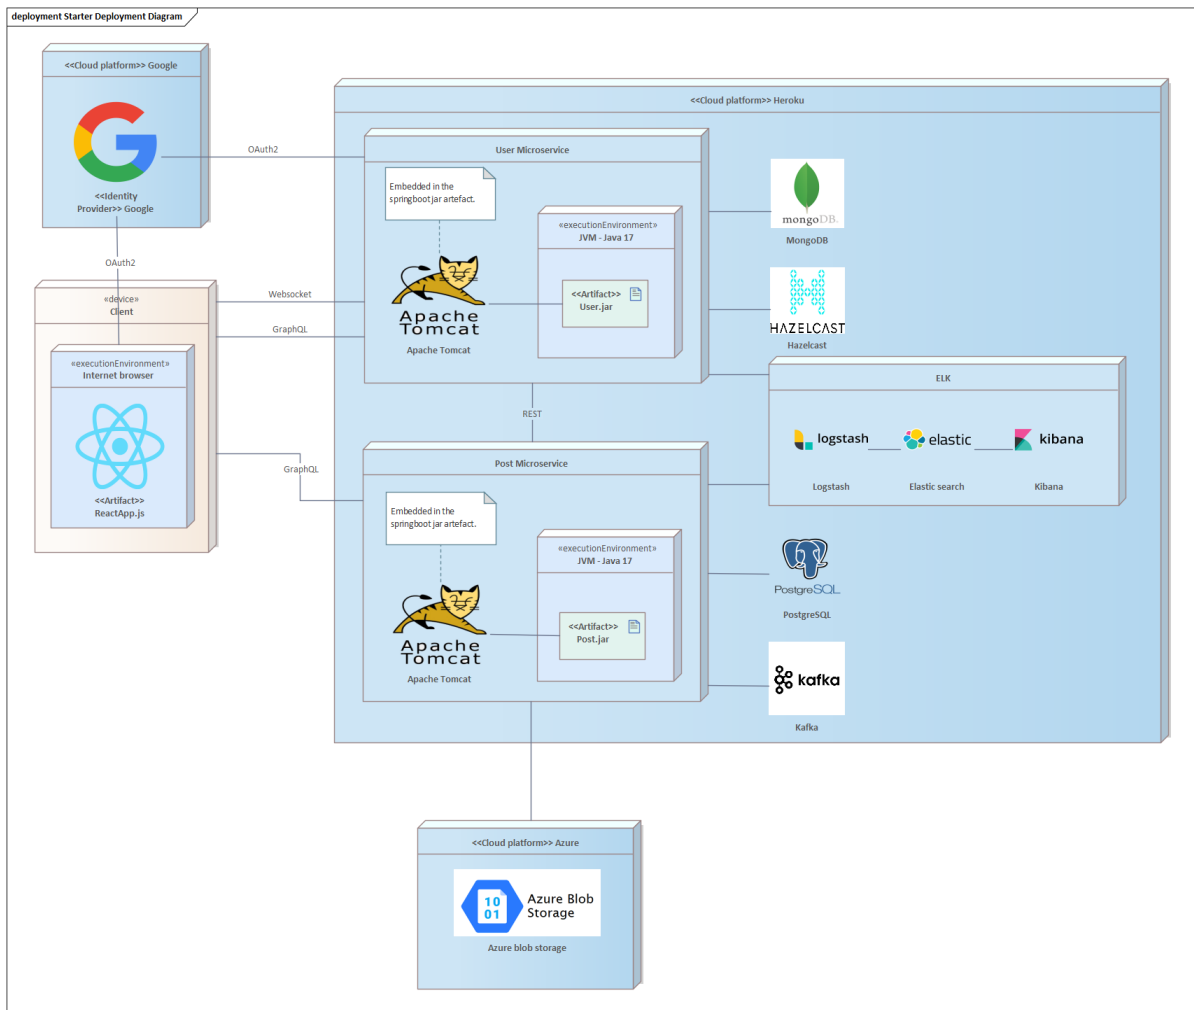 deployment Starter Deployment Diagram
<<Cloud platform>> Google
<<Identity
Provider>> Google
OAuth2
OAuth2
«device»
Client
«executionEnvironment»
Internet browser
<<Artifact>>
ReactApp.js
Websocket
GraphQL
GraphQL
<<Cloud platform>> Heroku
User Microservice
Embedded in the
springboot jar artefact.
APACHE
TOMCAT
Apache Tomcat
«executionEnvironment»
JVM - Java 17
<<Artifact>>
User.jar
REST
Post Microservice
Embedded in the
springboot jar artefact.
Apache
Tomcat
Apache Tomcat
«executionEnvironment»
JVM - Java 17
<<Artifact>>
Post.jar
mongoDB.
MongoDB
HAZELCAST
Hazelcast
ELK
logstash
elastic
kibana
Logstash
Elastic search
Kibana
PostgreSQL
PostgreSQL
kafka
Kafka
<<Cloud platform>> Azure
10
01
Azure Blob
Storage
Azure blob storage